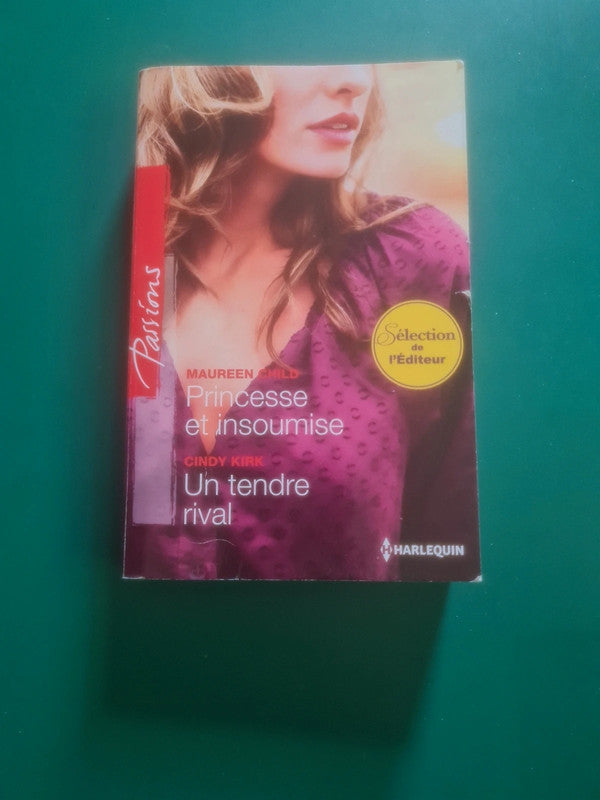 Passions
Sélection
de
l'Éditeur
MAUREEN CHILD
Princesse
et insoumise
CINDY KIRK
Un tendre
rival
HARLEQUIN